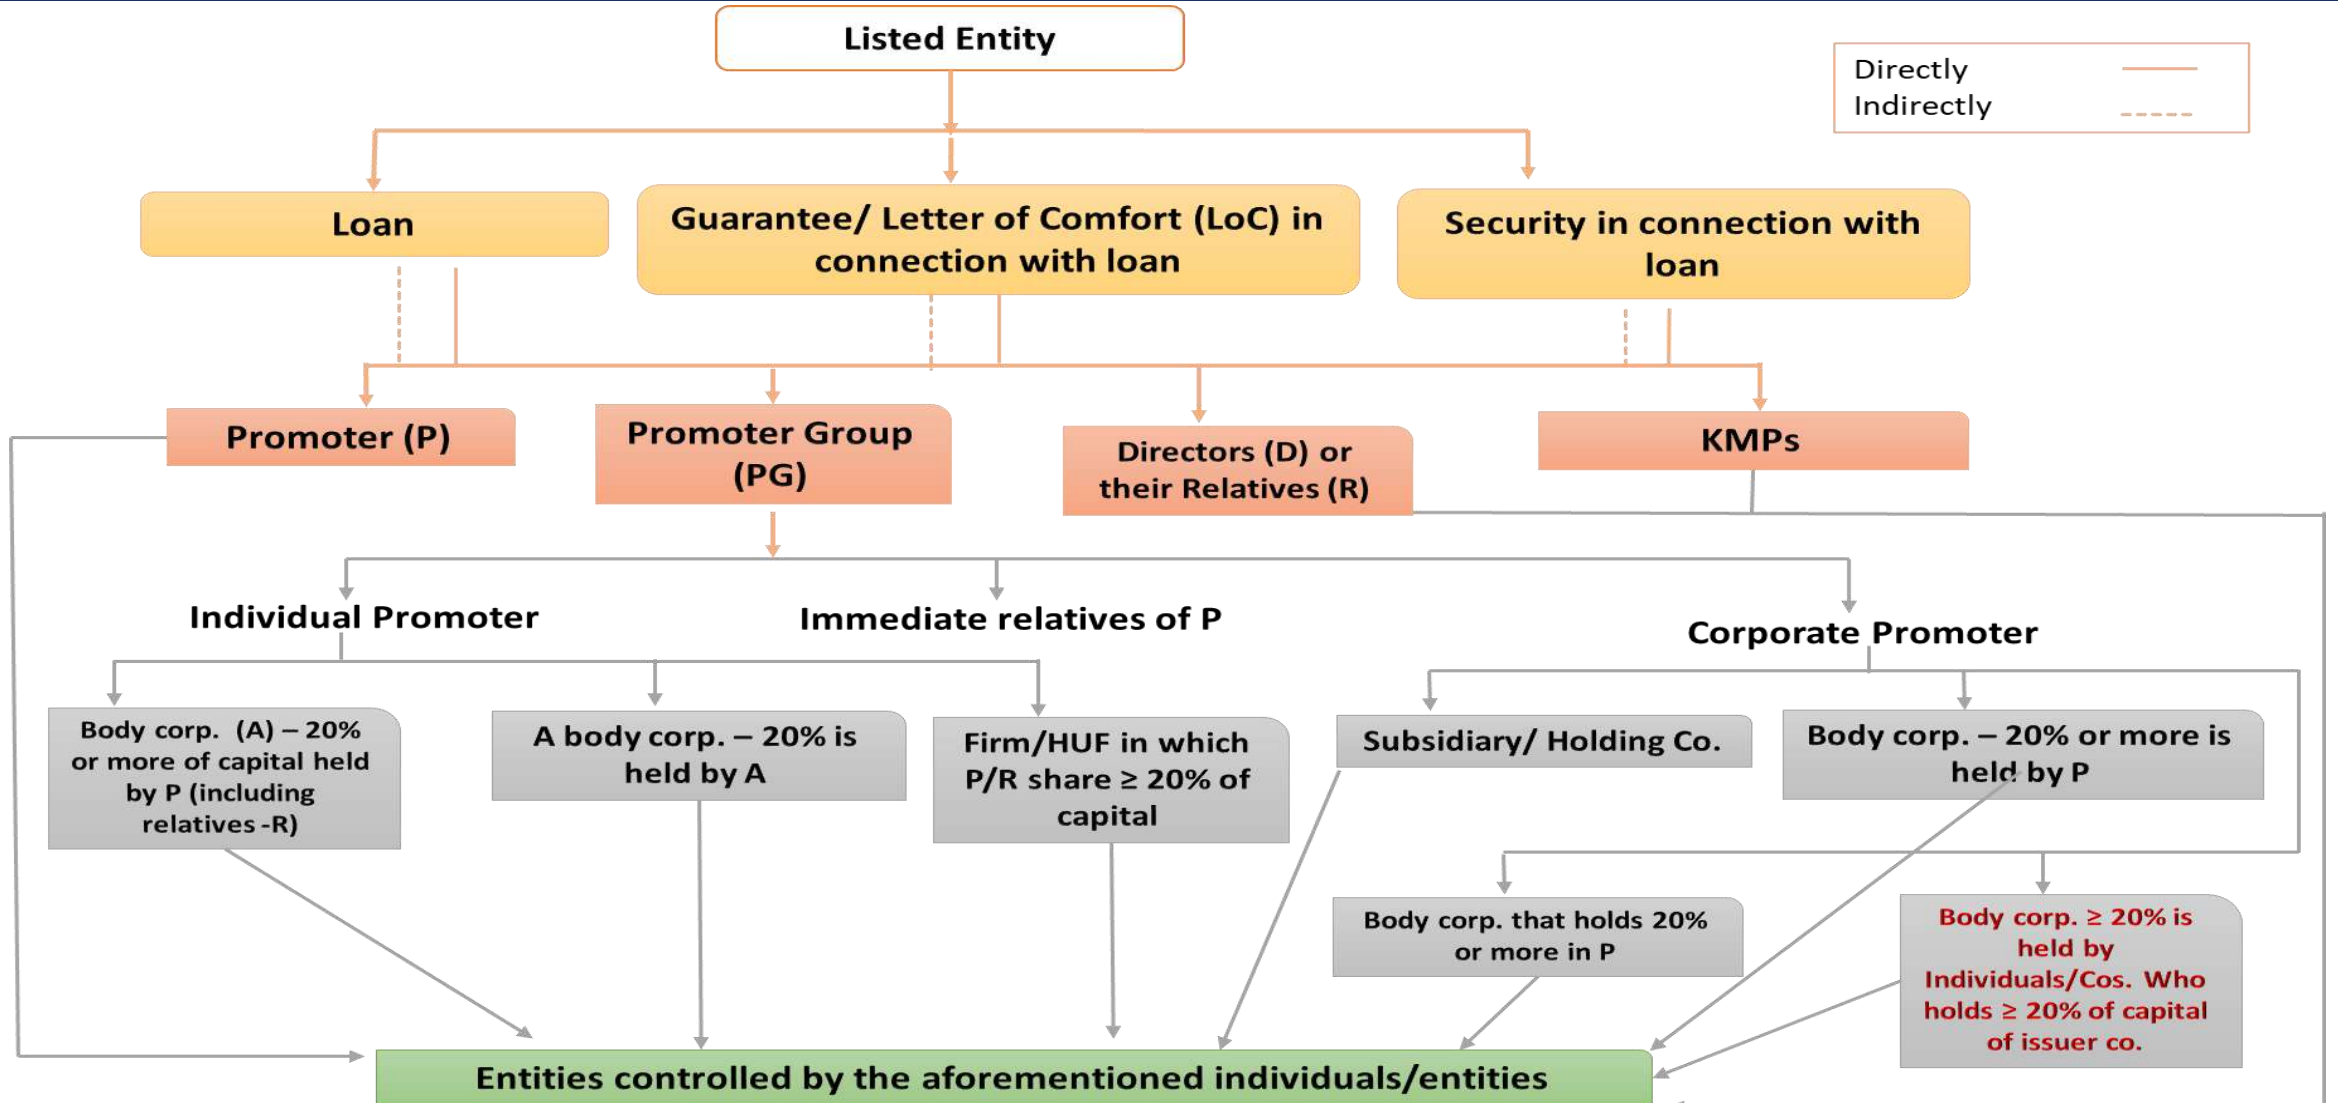 Listed Entity
Directly
Indirectly
Loan
Guarantee/ Letter of Comfort (LoC) in
connection with loan
Security in connection with
loan
Promoter (P)
Promoter Group
(PG)
Directors (D) or
their Relatives (R)
KMPs
Individual Promoter
Immediate relatives of P
Corporate Promoter
Body corp. (A) – 20%
or more of capital held
by P (including
relatives -R)
A body corp. – 20% is
held by A
Firm/HUF in which
P/R share ≥ 20% of
capital
Subsidiary/ Holding Co.
Body corp. – 20% or more is
held by P
Body corp. that holds 20%
or more in P
Body corp. ≥ 20% is
held by
Individuals/Cos. Who
holds ≥ 20% of capital
of issuer co.
Entities controlled by the aforementioned individuals/entities